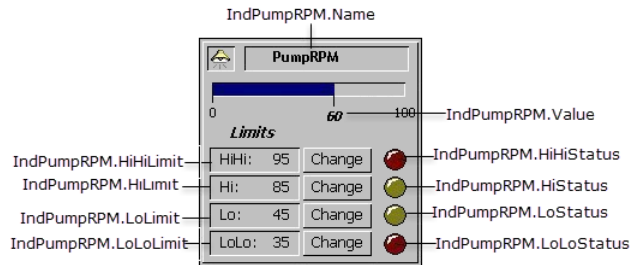 IndPumpRPM.Name
PumpRPM
0 60 100
IndPumpRPM.Value
Limits
IndPumpRPM.HiHiLimit HiHi: 95 Change IndPumpRPM.HiHiStatus
IndPumpRPM.HiLimit Hi: 85 Change IndPumpRPM.HiStatus
IndPumpRPM.LoLimit Lo: 45 Change IndPumpRPM.LoStatus
IndPumpRPM.LoLoLimit LoLo: 35 Change IndPumpRPM.LoLoStatus